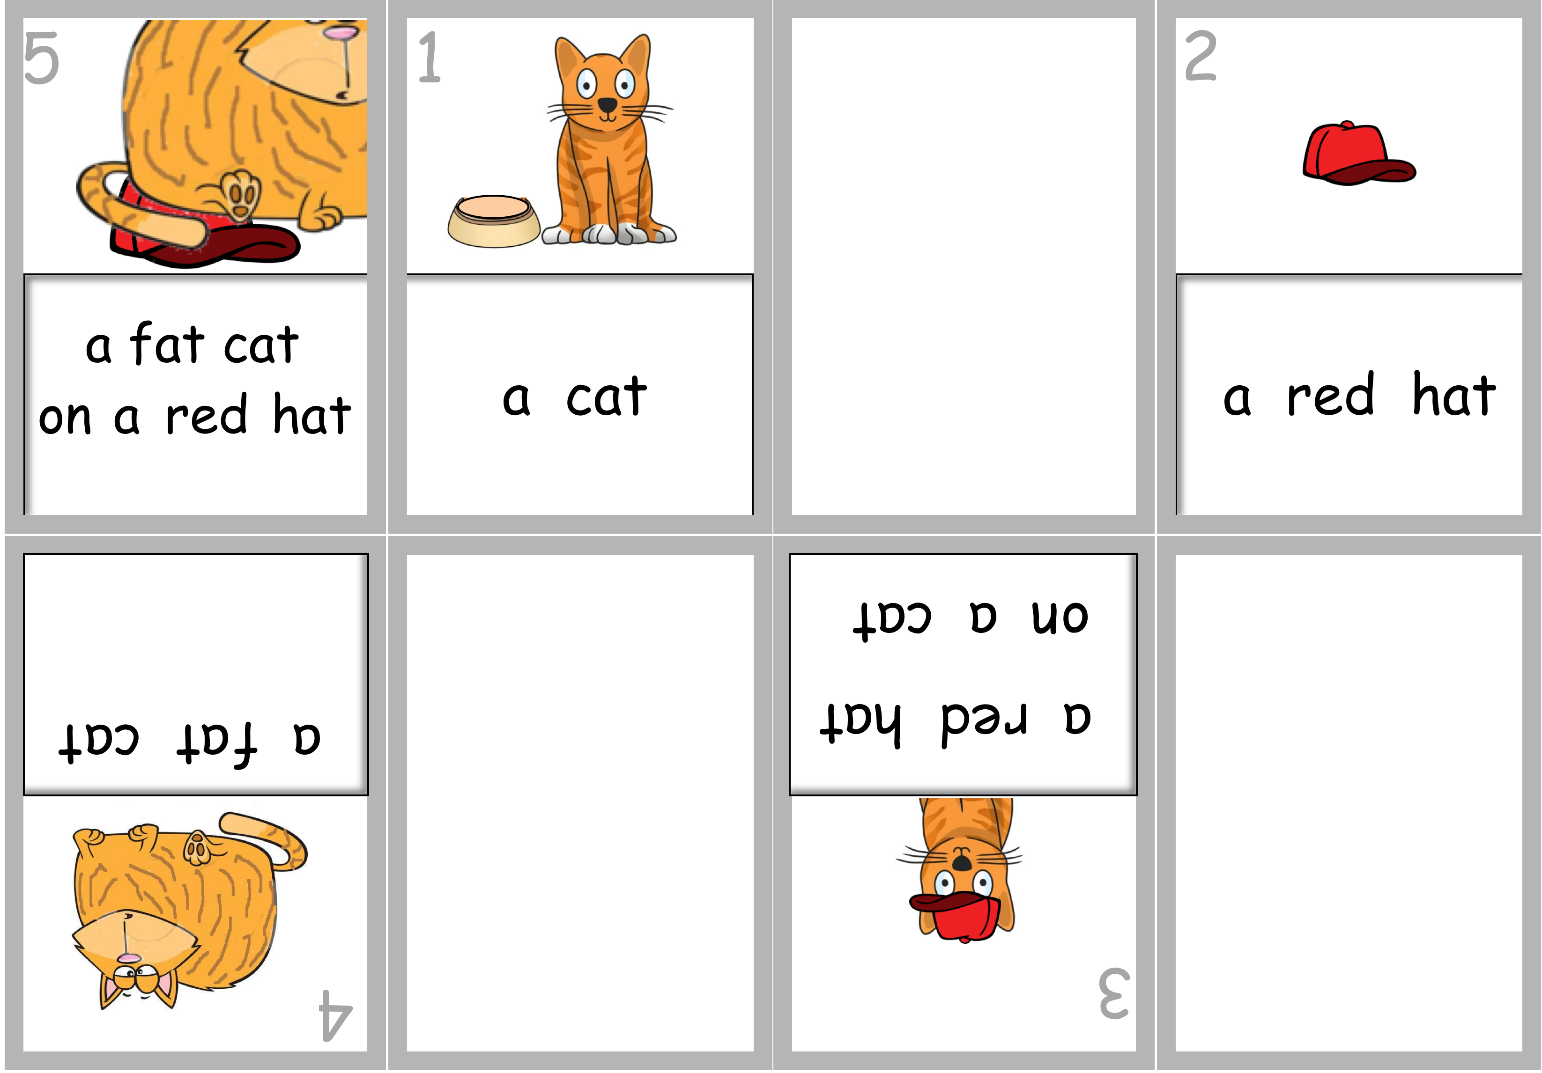 5
a fat cat
on a red hat
1
a cat
2
a red hat
4
a fat cat
3
a red hat
on a cat